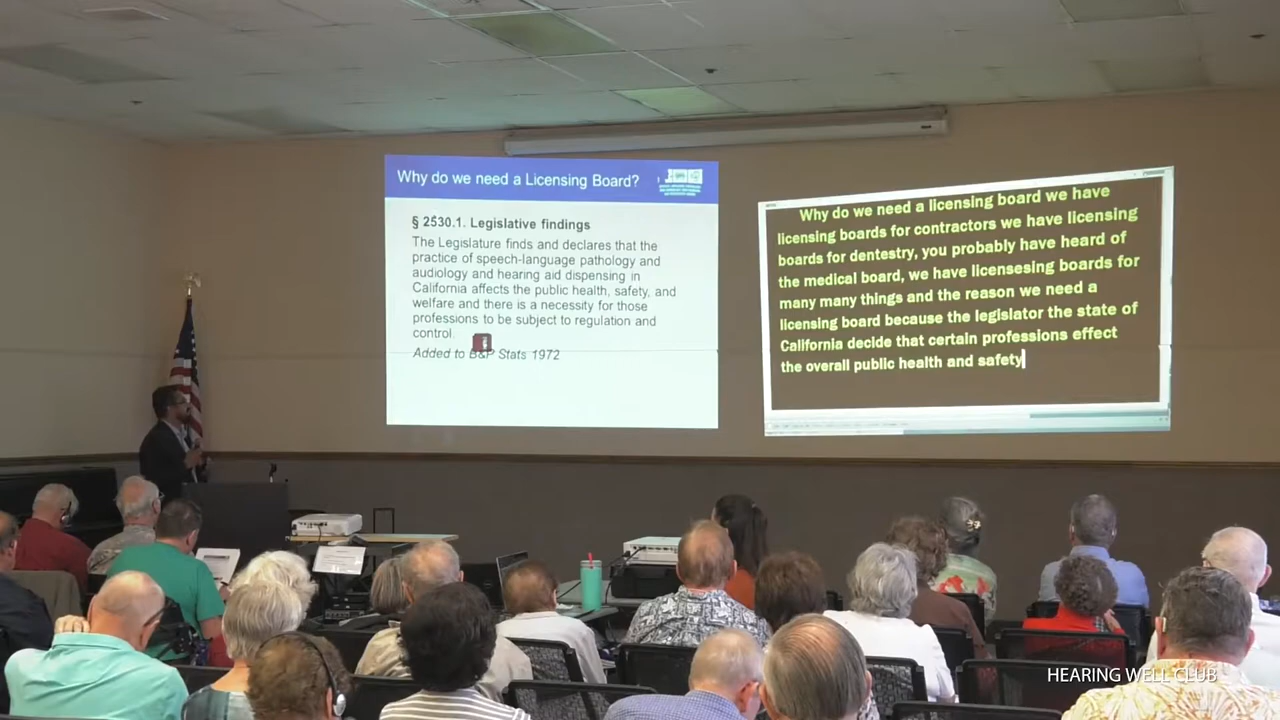 Why do we need a Licensing Board?
§ 2530.1. Legislative findings
The Legislature finds and declares that the
practice of speech-language pathology and
audiology and hearing aid dispensing in
California affects the public health, safety, and
welfare and there is a necessity for those
professions to be subject to regulation and
control.
Added to B&P Stats 1972
Why do we need a licensing board we have
licensing boards for contractors we have licensing
boards for dentestry, you probably have heard of
the medical board, we have licensesing boards for
many many things and the reason we need a
licensing board because the legislator the state of
California decide that certain professions effect
the overall public health and safety
HEARING WELL CLUB